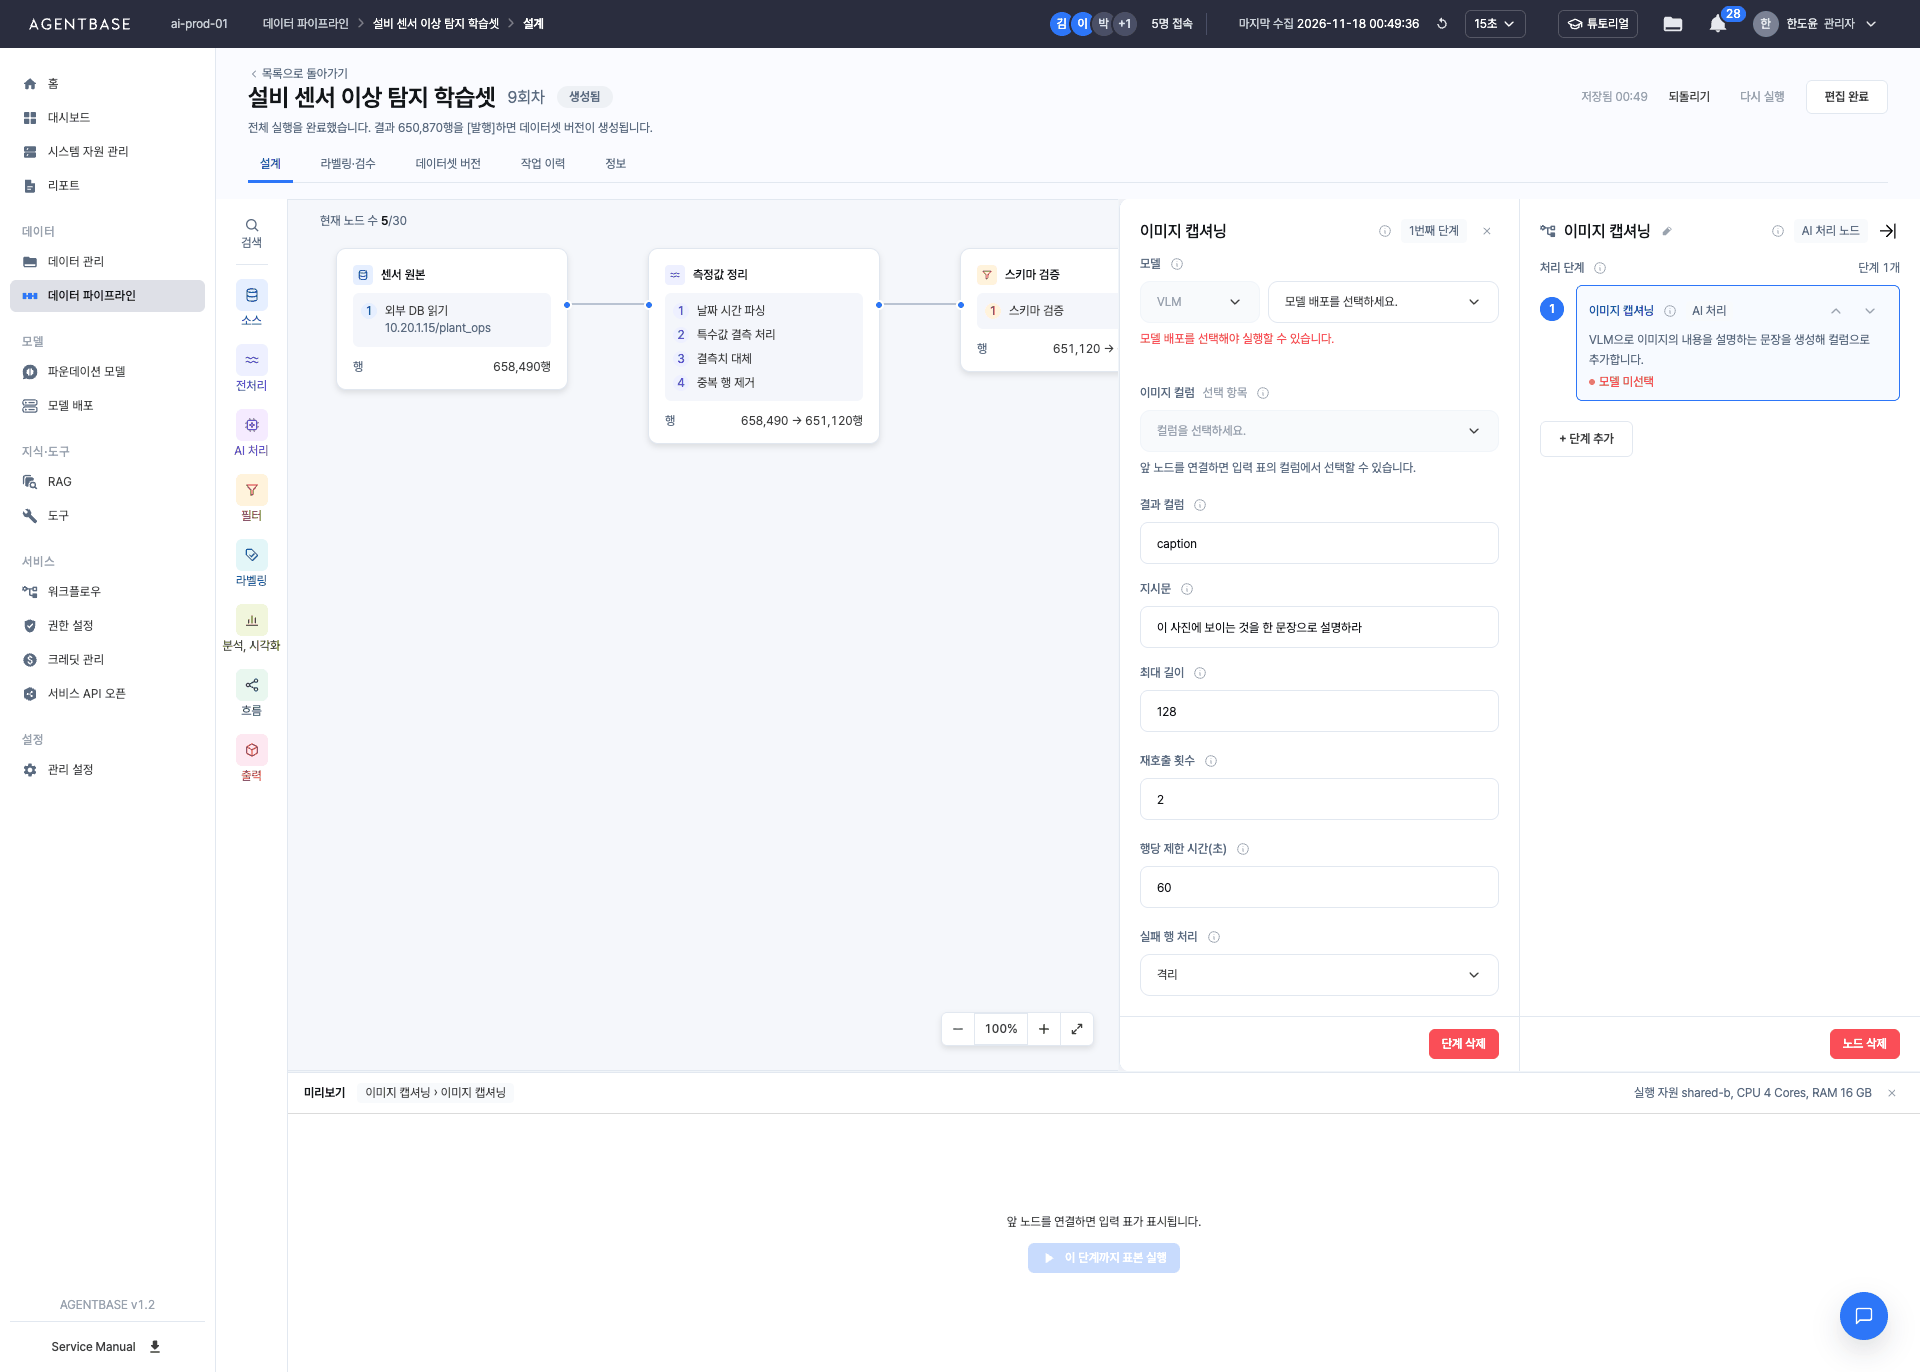 AGENTBASE
ai-prod-01
데이터 파이프라인 > 설비 센서 이상 탐지 학습셋 > 설계
김 이 박 +1 5명 접속
마지막 수집 2026-11-18 00:49:36
15초
튜토리얼
28
한 한도윤 관리자
홈
대시보드
시스템 자원 관리
리포트
데이터
데이터 관리
데이터 파이프라인
모델
파운데이션 모델
모델 배포
지식·도구
RAG
도구
서비스
워크플로우
권한 설정
크레딧 관리
서비스 API 오픈
설정
관리 설정
AGENTBASE v1.2
Service Manual
목록으로 돌아가기
설비 센서 이상 탐지 학습셋 9회차 생성됨
전체 실행을 완료했습니다. 결과 650,870행을 [발행]하면 데이터셋 버전이 생성됩니다.
저장됨 00:49 되돌리기 다시 실행 편집 완료
설계 라벨링·검수 데이터셋 버전 작업 이력 정보
검색
소스
전처리
AI 처리
필터
라벨링
분석, 시각화
흐름
출력
현재 노드 수 5/30
센서 원본
1 외부 DB 읽기
10.20.1.15/plant_ops
행 658,490행
측정값 정리
1 날짜 시간 파싱
2 특수값 결측 처리
3 결측치 대체
4 중복 행 제거
행 658,490 → 651,120행
스키마 검증
1 스키마 검증
행 651,120 →
100%
이미지 캡셔닝 1번째 단계
모델
VLM 모델 배포를 선택하세요.
모델 배포를 선택해야 실행할 수 있습니다.
이미지 컬럼 선택 항목
컬럼을 선택하세요.
앞 노드를 연결하면 입력 표의 컬럼에서 선택할 수 있습니다.
결과 컬럼
caption
지시문
이 사진에 보이는 것을 한 문장으로 설명하라
최대 길이
128
재호출 횟수
2
행당 제한 시간(초)
60
실패 행 처리
격리
단계 삭제
이미지 캡셔닝 AI 처리 노드
처리 단계 단계 1개
1 이미지 캡셔닝 AI 처리
VLM으로 이미지의 내용을 설명하는 문장을 생성해 컬럼으로
추가합니다.
모델 미선택
+ 단계 추가
노드 삭제
미리보기 이미지 캡셔닝 › 이미지 캡셔닝
실행 자원 shared-b, CPU 4 Cores, RAM 16 GB
앞 노드를 연결하면 입력 표가 표시됩니다.
이 단계까지 표본 실행